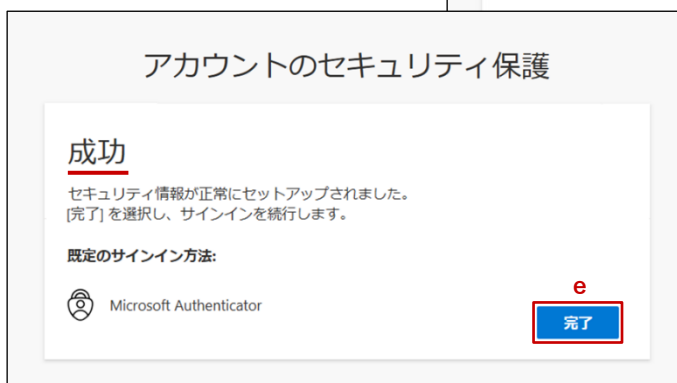 アカウントのセキュリティ保護
成功
セキュリティ情報が正常にセットアップされました。
[完了] を選択し、サインインを続行します。
既定のサインイン方法:
Microsoft Authenticator
e
完了